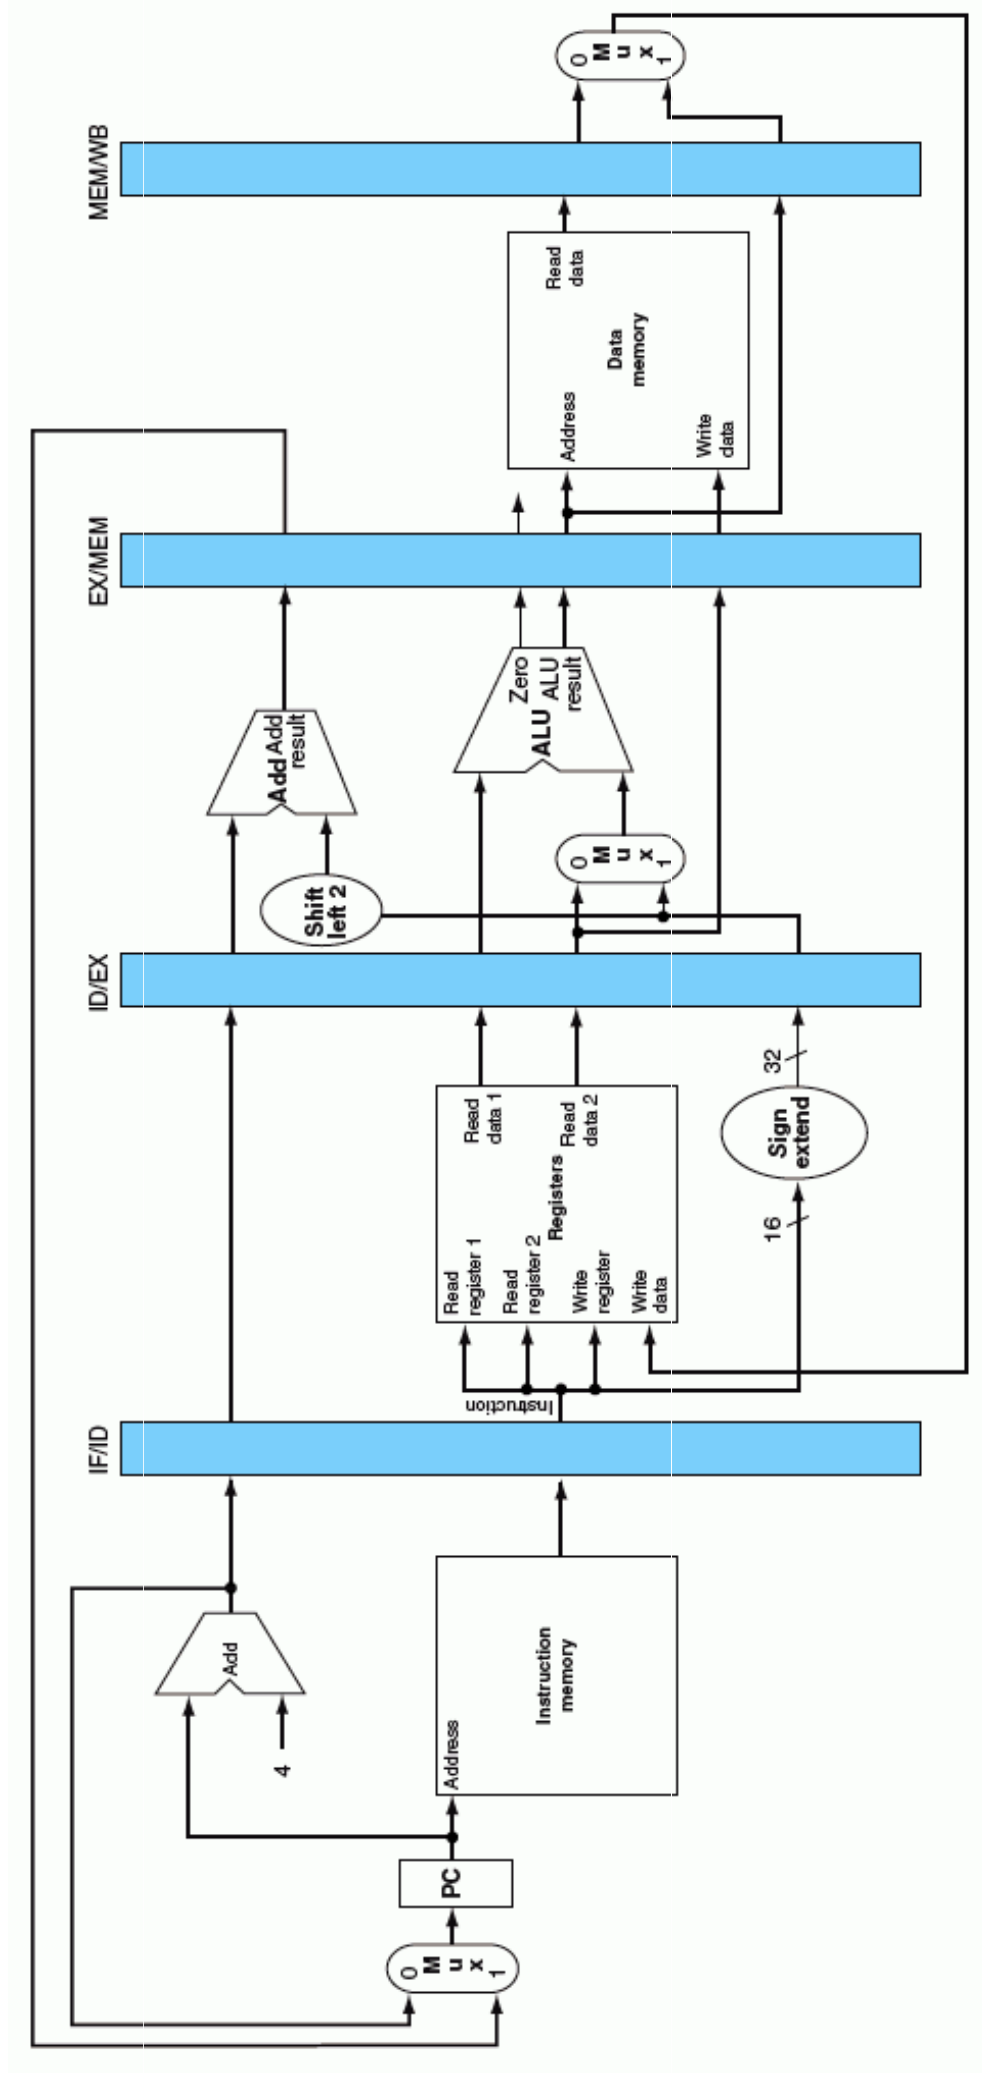 IF/ID
ID/EX
EX/MEM
MEM/WB
0
M
u
x
1
PC
4
Add
Address
Instruction
memory
Instruction
Read
register 1
Read
register 2
Write
register
Write
data
Registers
Read
data 1
Read
data 2
16
Sign
extend
32
Shift
left 2
Add
Add
result
0
M
u
x
1
ALU
Zero
ALU
result
Address
Write
data
Data
memory
Read
data
0
M
u
x
1